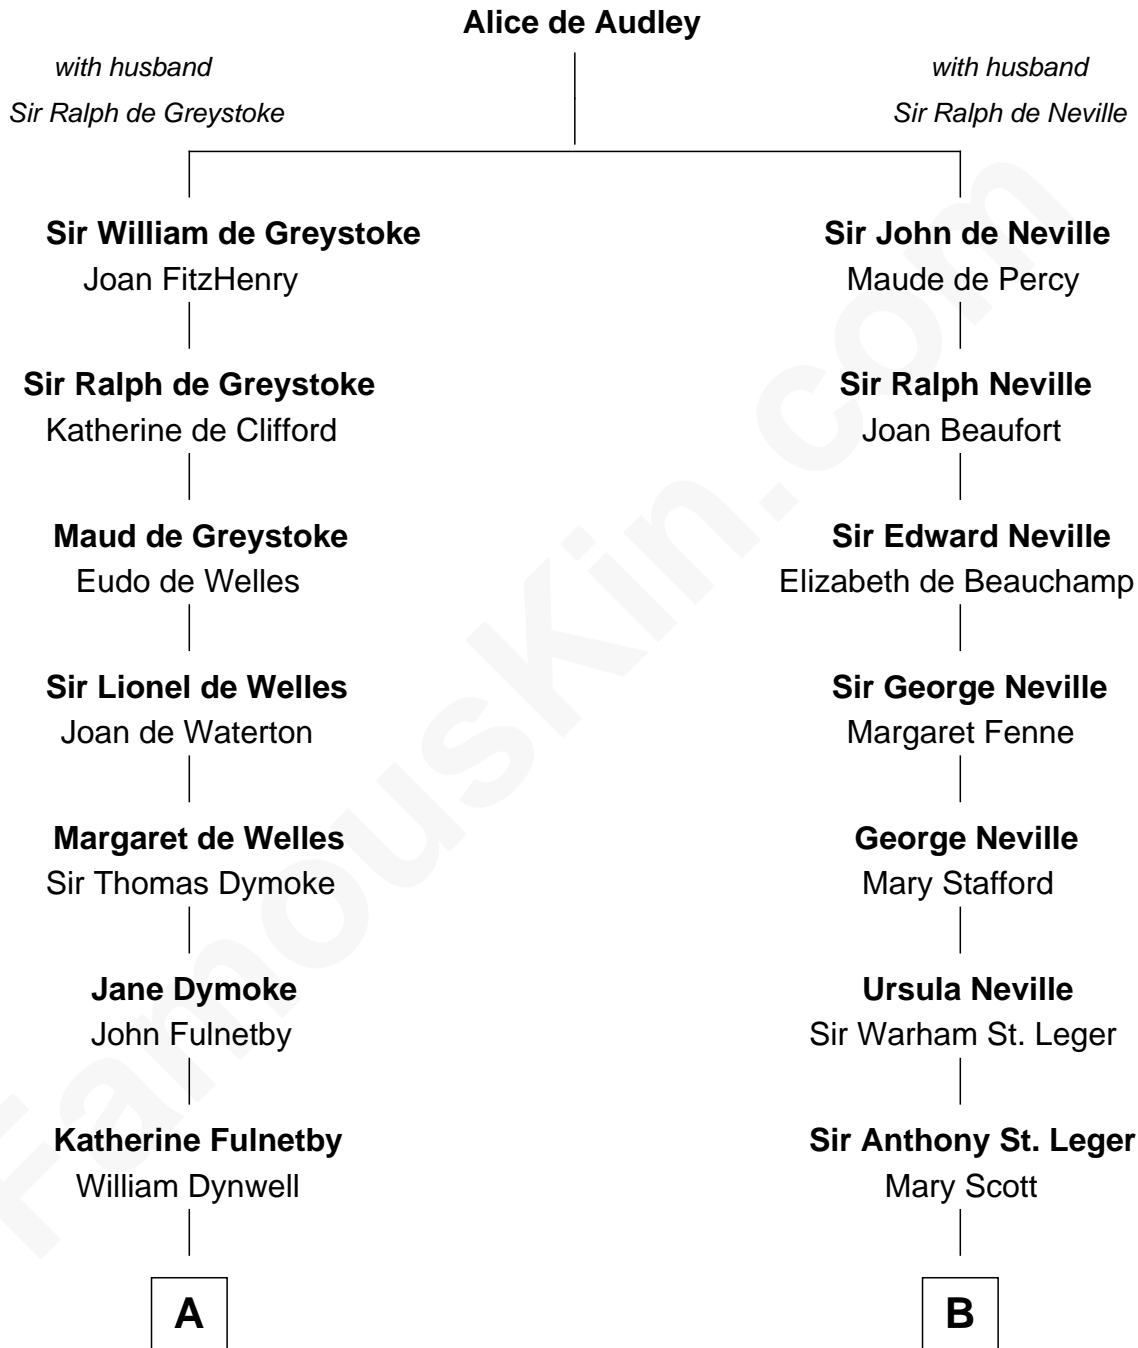 Alice de Audley
with husband
Sir Ralph de Greystoke
with husband
Sir Ralph de Neville
Sir William de Greystoke
Joan FitzHenry
Sir John de Neville
Maude de Percy
Sir Ralph de Greystoke
Katherine de Clifford
Sir Ralph Neville
Joan Beaufort
Maud de Greystoke
Eudo de Welles
Sir Edward Neville
Elizabeth de Beauchamp
Sir Lionel de Welles
Joan de Waterton
Sir George Neville
Margaret Fenne
Margaret de Welles
Sir Thomas Dymoke
George Neville
Mary Stafford
Jane Dymoke
John Fulnetby
Ursula Neville
Sir Warham St. Leger
Katherine Fulnetby
William Dynwell
Sir Anthony St. Leger
Mary Scott
A
B
FamousKin.com